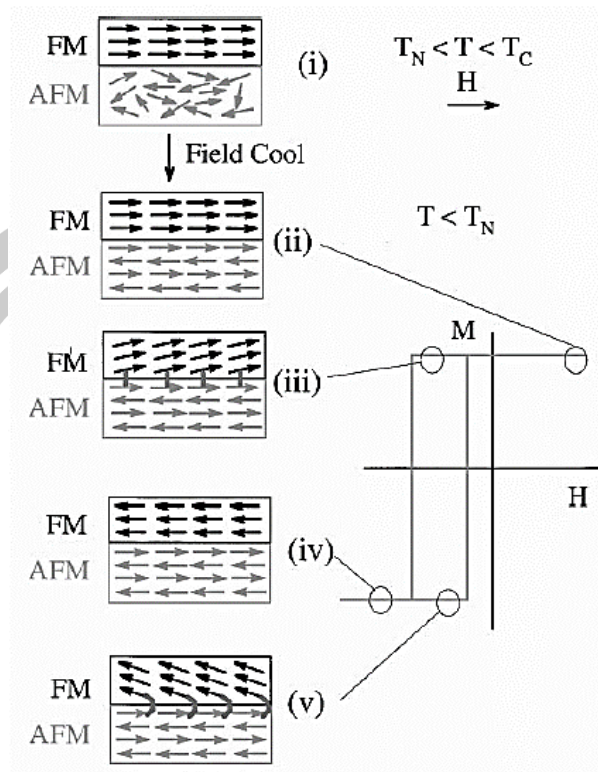 FM
AFM
(i)
T_N < T < T_C
H
Field Cool
FM
AFM
(ii)
T < T_N
M
FM
AFM
(iii)
H
FM
AFM
(iv)
FM
AFM
(v)